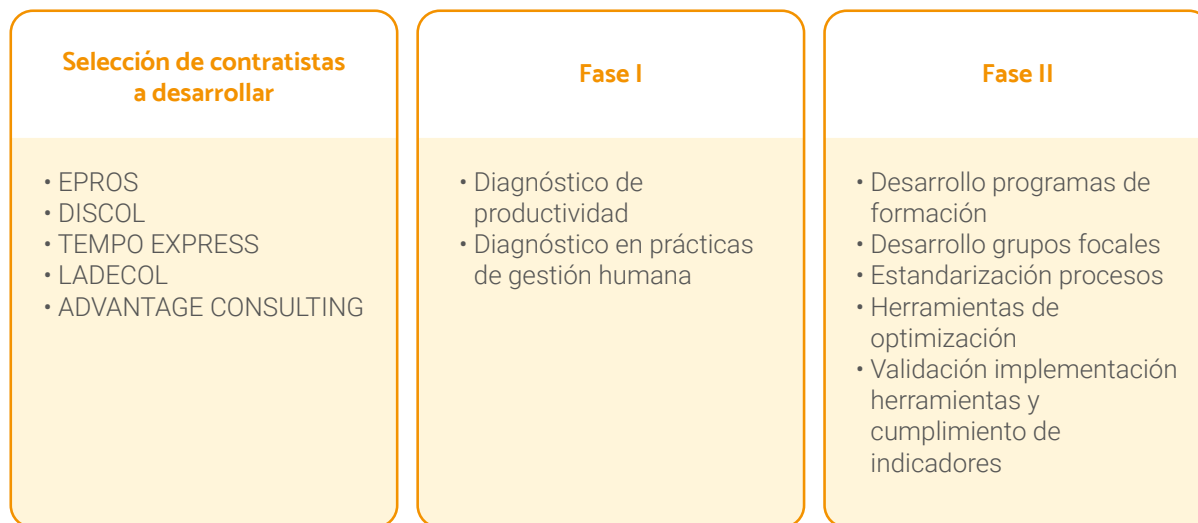 Selección de contratistas
a desarrollar
• EPROS
• DISCOL
• TEMPO EXPRESS
• LADECOL
• ADVANTAGE CONSULTING
Fase I
• Diagnóstico de
productividad
• Diagnóstico en prácticas
de gestión humana
Fase II
• Desarrollo programas de
formación
• Desarrollo grupos focales
• Estandarización procesos
• Herramientas de
optimización
• Validación implementación
herramientas y
cumplimiento de
indicadores